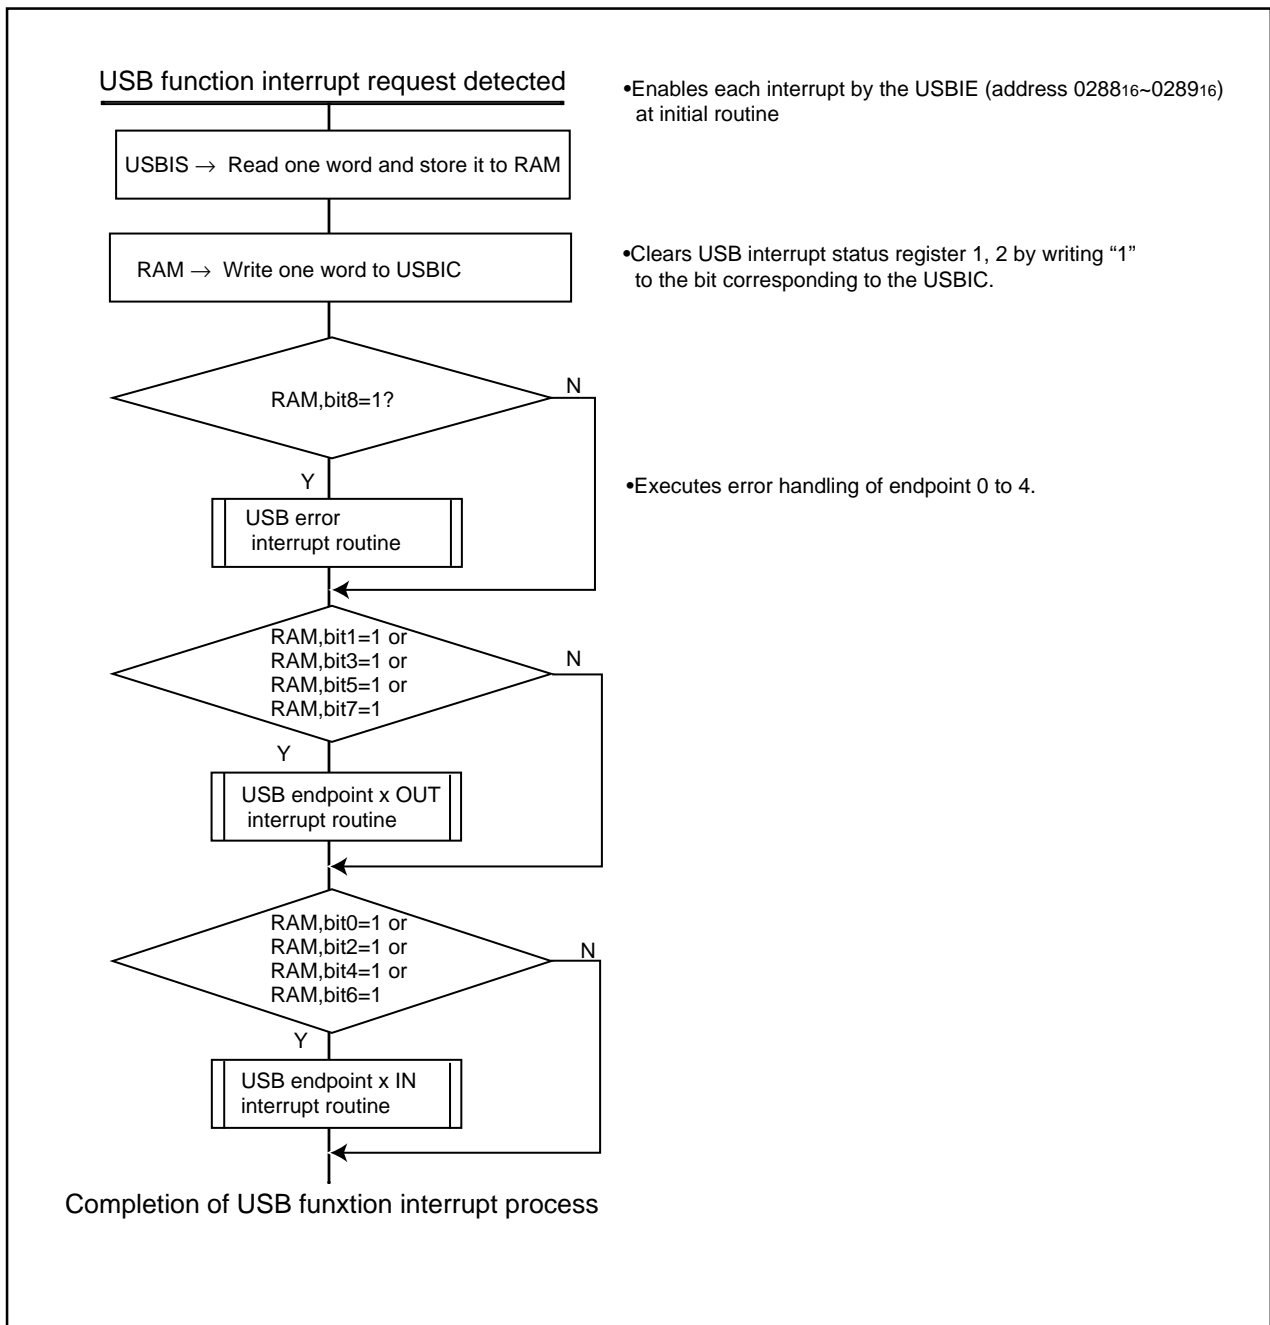 USB function interrupt request detected
•Enables each interrupt by the USBIE (address 028816~028916)
at initial routine
USBIS → Read one word and store it to RAM
RAM → Write one word to USBIC
•Clears USB interrupt status register 1, 2 by writing “1”
to the bit corresponding to the USBIC.
RAM,bit8=1?
N
Y
•Executes error handling of endpoint 0 to 4.
USB error
interrupt routine
RAM,bit1=1 or
RAM,bit3=1 or
RAM,bit5=1 or
RAM,bit7=1
N
Y
USB endpoint x OUT
interrupt routine
RAM,bit0=1 or
RAM,bit2=1 or
RAM,bit4=1 or
RAM,bit6=1
N
Y
USB endpoint x IN
interrupt routine
Completion of USB funxtion interrupt process